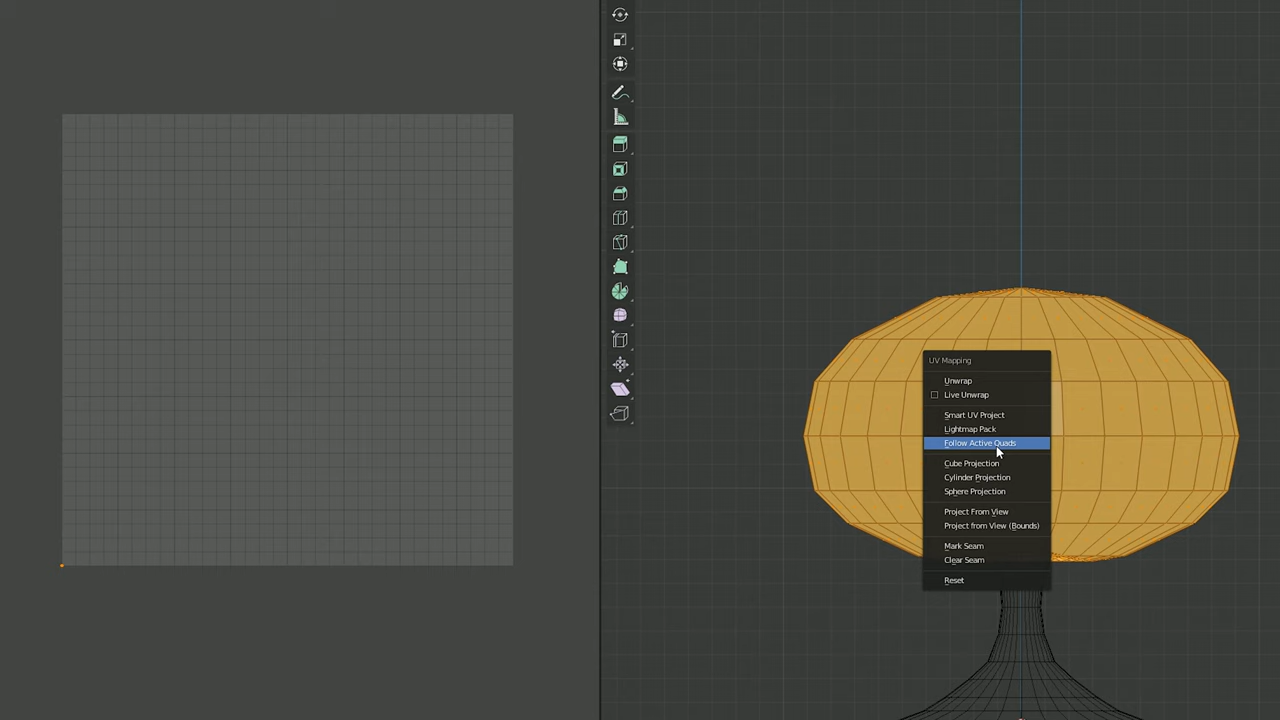 UV Mapping
Unwrap
Live Unwrap
Smart UV Project
Lightmap Pack
Follow Active Quads
Cube Projection
Cylinder Projection
Sphere Projection
Project From View
Project from View (Bounds)
Mark Seam
Clear Seam
Reset